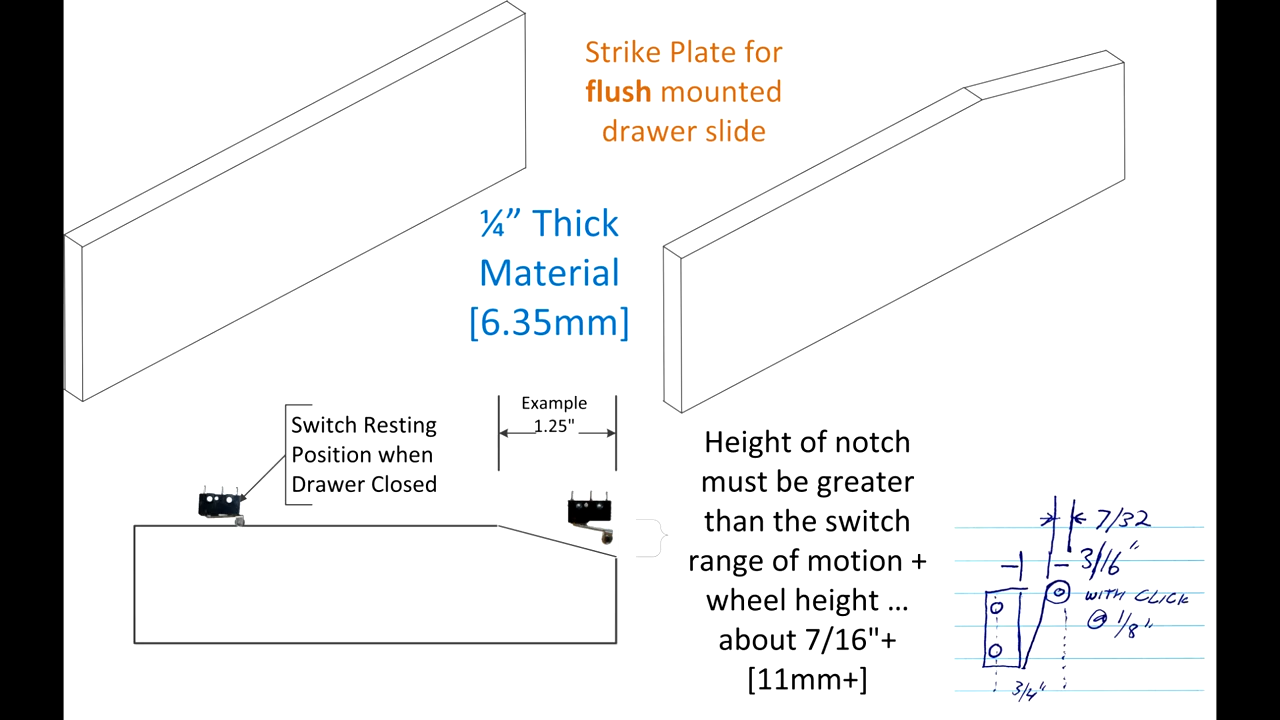 Strike Plate for
flush mounted
drawer slide
¼” Thick
Material
[6.35mm]
Switch Resting
Position when
Drawer Closed
Example
1.25"
Height of notch
must be greater
than the switch
range of motion +
wheel height ...
about 7/16"+
[11mm+]
7/32
3/16"
WITH CLICK
@ 1/8"
3/4"